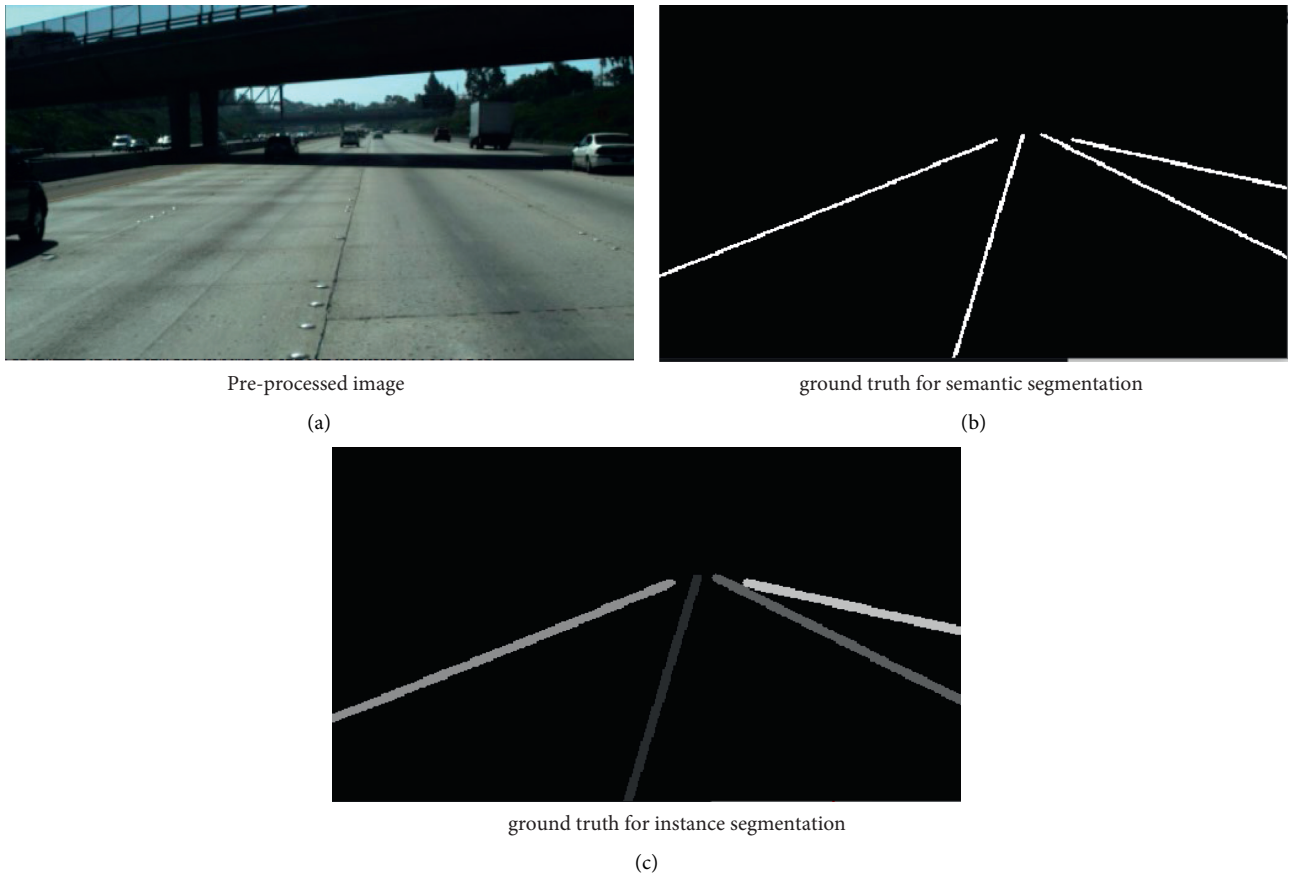 Pre-processed image
(a)
ground truth for semantic segmentation
(b)
ground truth for instance segmentation
(c)